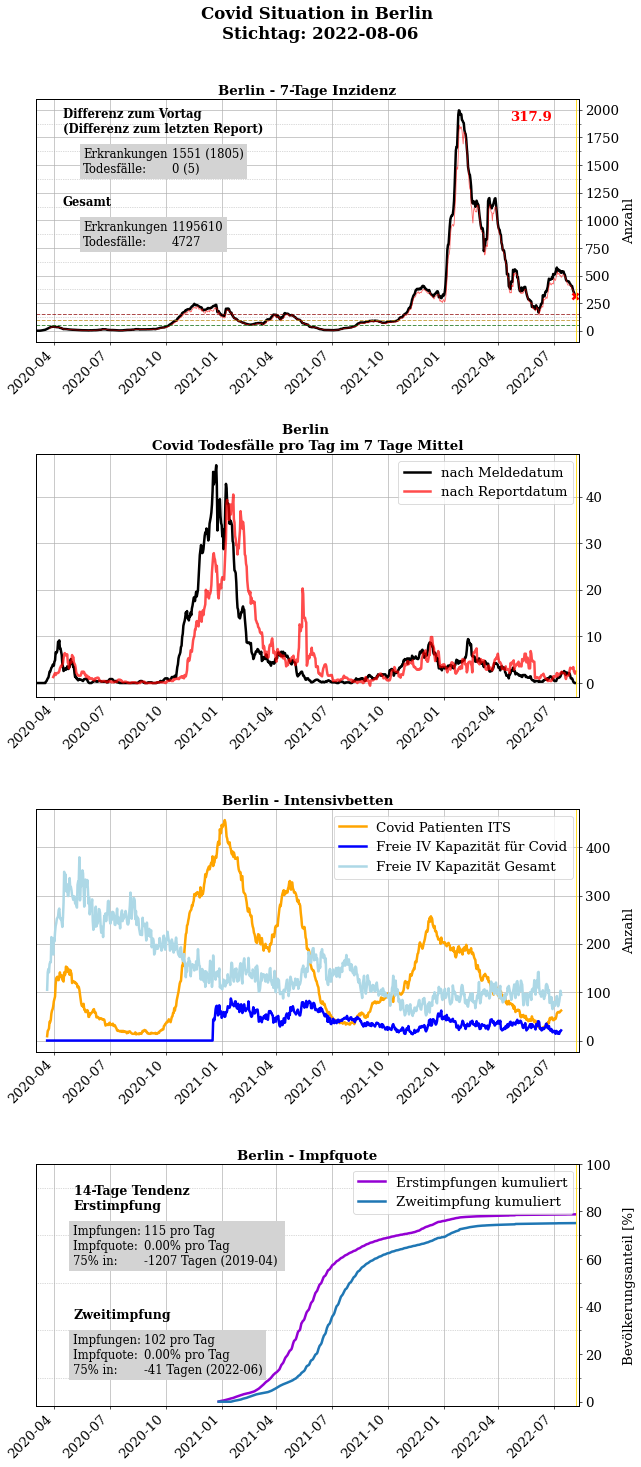 Covid Situation in Berlin
Stichtag: 2022-08-06
Berlin - 7-Tage Inzidenz
Differenz zum Vortag
(Differenz zum letzten Report)
Erkrankungen 1551 (1805)
Todesfälle: 0 (5)
Gesamt
Erkrankungen 1195610
Todesfälle: 4727
317.9
2000
1750
1500
1250
1000
750
500
250
0
Anzahl
2020-04 2020-07 2020-10 2021-01 2021-04 2021-07 2021-10 2022-01 2022-04 2022-07
Berlin
Covid Todesfälle pro Tag im 7 Tage Mittel
nach Meldedatum
nach Reportdatum
40
30
20
10
0
2020-04 2020-07 2020-10 2021-01 2021-04 2021-07 2021-10 2022-01 2022-04 2022-07
Berlin - Intensivbetten
Covid Patienten ITS
Freie IV Kapazität für Covid
Freie IV Kapazität Gesamt
400
300
200
100
0
Anzahl
2020-04 2020-07 2020-10 2021-01 2021-04 2021-07 2021-10 2022-01 2022-04 2022-07
Berlin - Impfquote
14-Tage Tendenz
Erstimpfung
Impfungen: 115 pro Tag
Impfquote: 0.00% pro Tag
75% in: -1207 Tagen (2019-04)
Zweitimpfung
Impfungen: 102 pro Tag
Impfquote: 0.00% pro Tag
75% in: -41 Tagen (2022-06)
Erstimpfungen kumuliert
Zweitimpfung kumuliert
100
80
60
40
20
0
Bevölkerungsanteil [%]
2020-04 2020-07 2020-10 2021-01 2021-04 2021-07 2021-10 2022-01 2022-04 2022-07